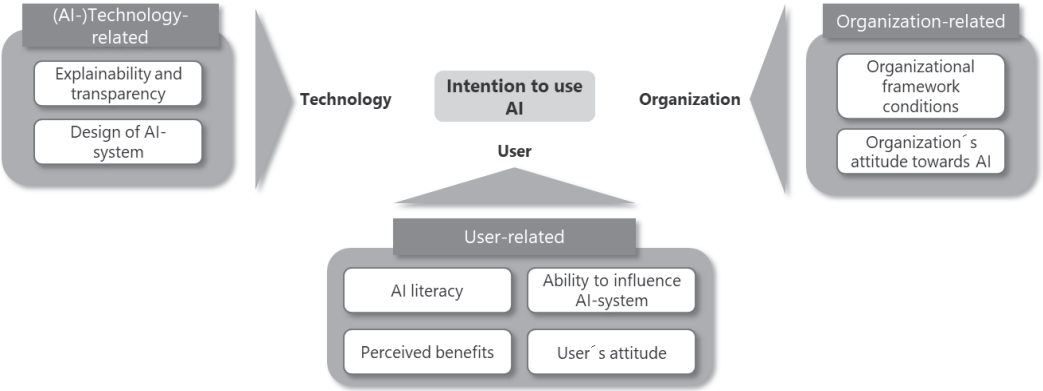 (AI-)Technology-
related
Explainability and
transparency
Design of AI-
system
Technology
Intention to use
AI
Organization
User
Organization-related
Organizational
framework
conditions
Organization´s
attitude towards AI
User-related
AI literacy
Ability to influence
AI-system
Perceived benefits
User´s attitude